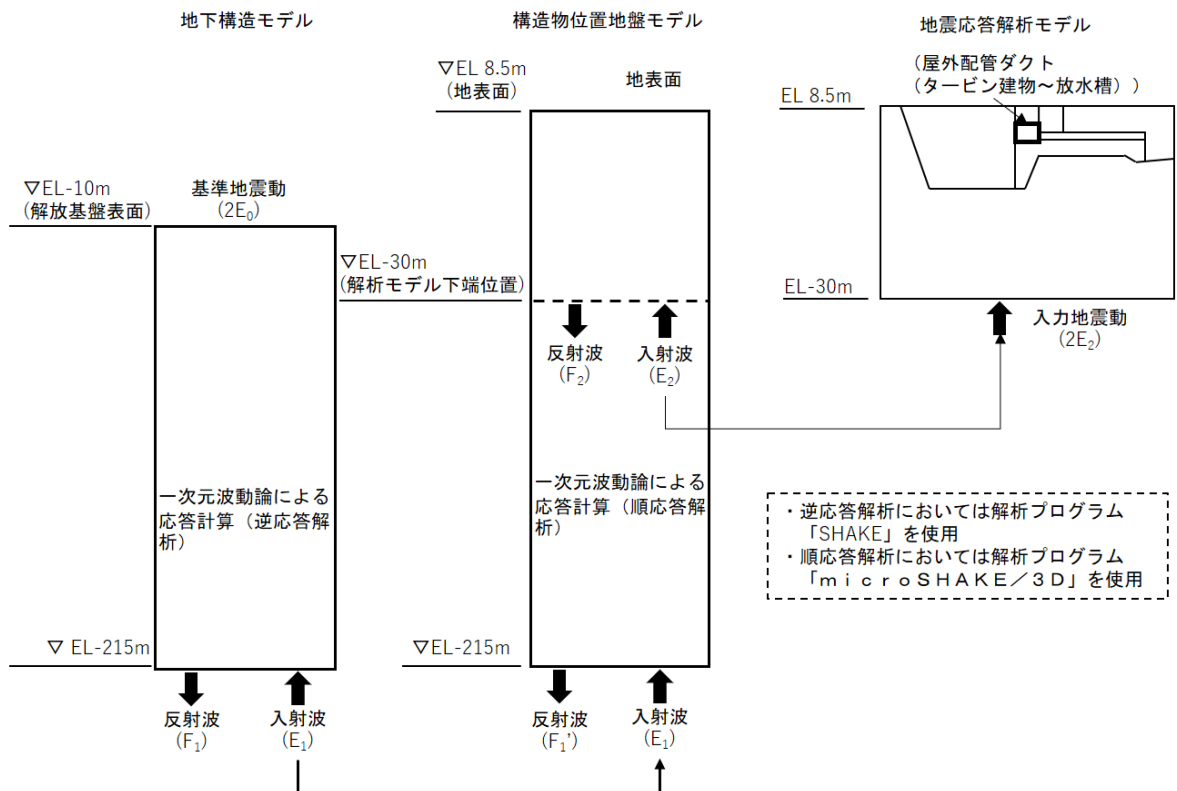 地下構造モデル
▽EL-10m
(解放基盤表面)
基準地震動
(2E₀)
一次元波動論による
応答計算（逆応答解
析）
▽ EL-215m
反射波
(F₁)
入射波
(E₁)
構造物位置地盤モデル
▽EL 8.5m
(地表面)
地表面
▽EL-30m
(解析モデル下端位置)
反射波
(F₂)
入射波
(E₂)
一次元波動論による
応答計算（順応答解
析）
▽EL-215m
反射波
(F₁')
入射波
(E₁)
地震応答解析モデル
（屋外配管ダクト
（タービン建物～放水槽））
EL 8.5m
EL-30m
入力地震動
(2E₂)
・逆応答解析においては解析プログラム
「SHAKE」を使用
・順応答解析においては解析プログラム
「ｍｉｃｒｏSHAKE／３Ｄ」を使用